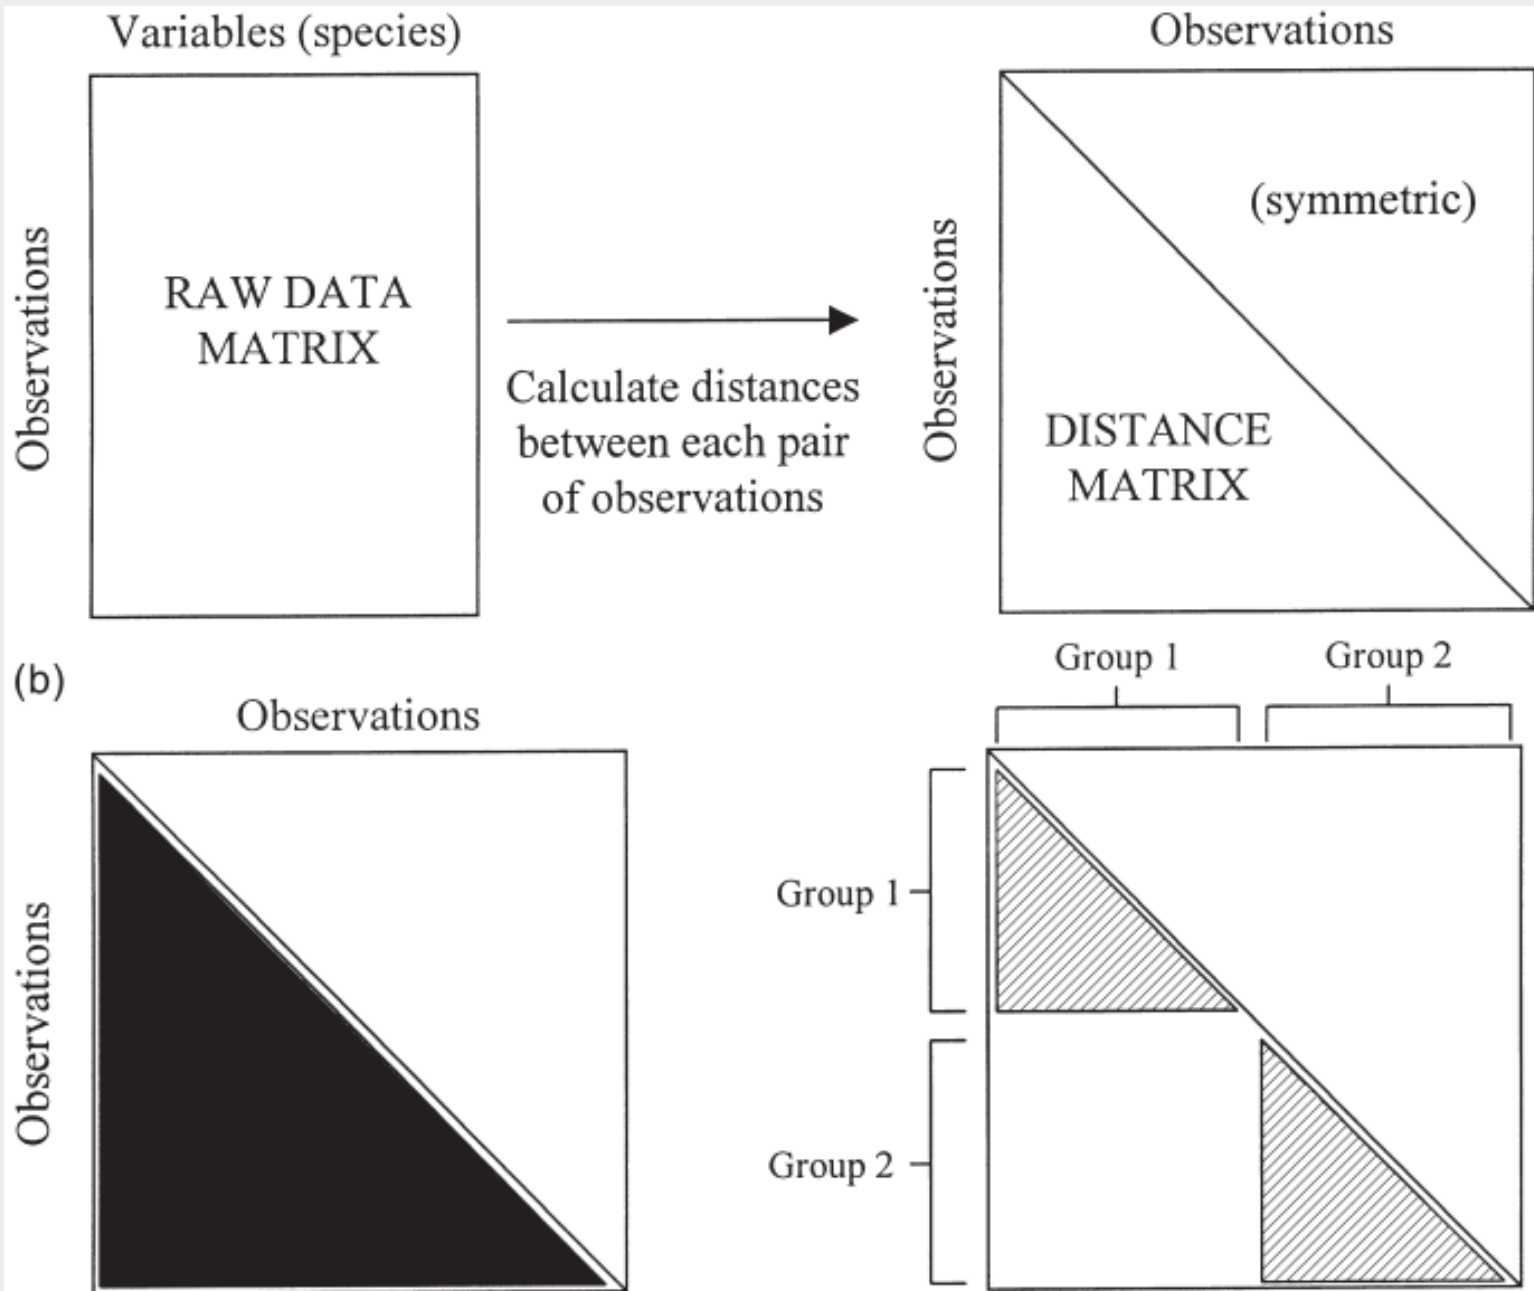 Variables (species)
Observations
RAW DATA
MATRIX
Calculate distances
between each pair
of observations
Observations
Observations
(symmetric)
DISTANCE
MATRIX
(b)
Observations
Observations
Group 1
Group 2
Group 1
Group 2